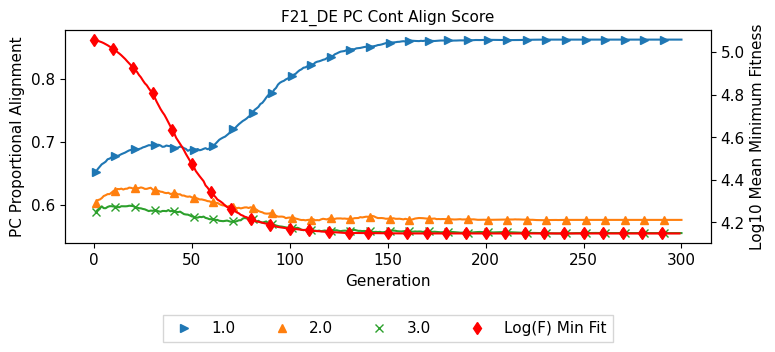 F21_DE PC Cont Align Score
PC Proportional Alignment
0.8
0.7
0.6
5.0
4.8
4.6
4.4
4.2
Log10 Mean Minimum Fitness
0 50 100 150 200 250 300
Generation
1.0 2.0 3.0 Log(F) Min Fit